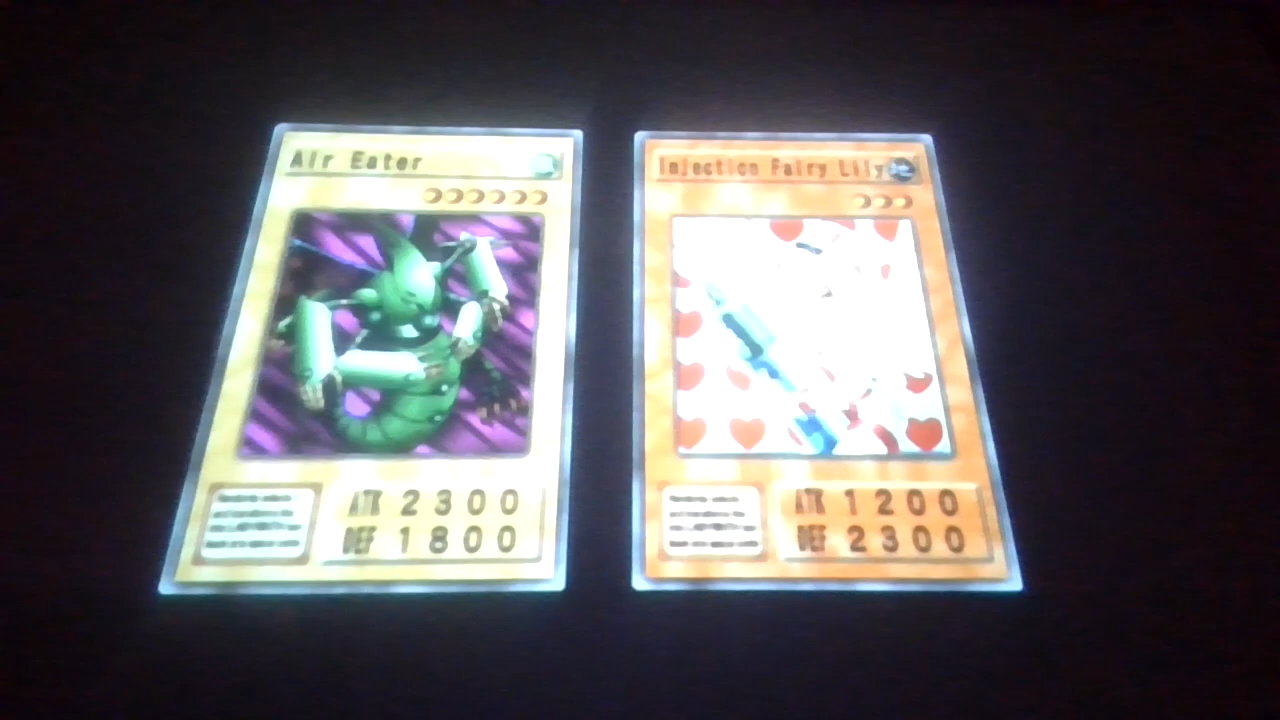 Air Eater
ATK 2300
DEF 1800
Injection Fairy Lily
ATK 1200
DEF 2300